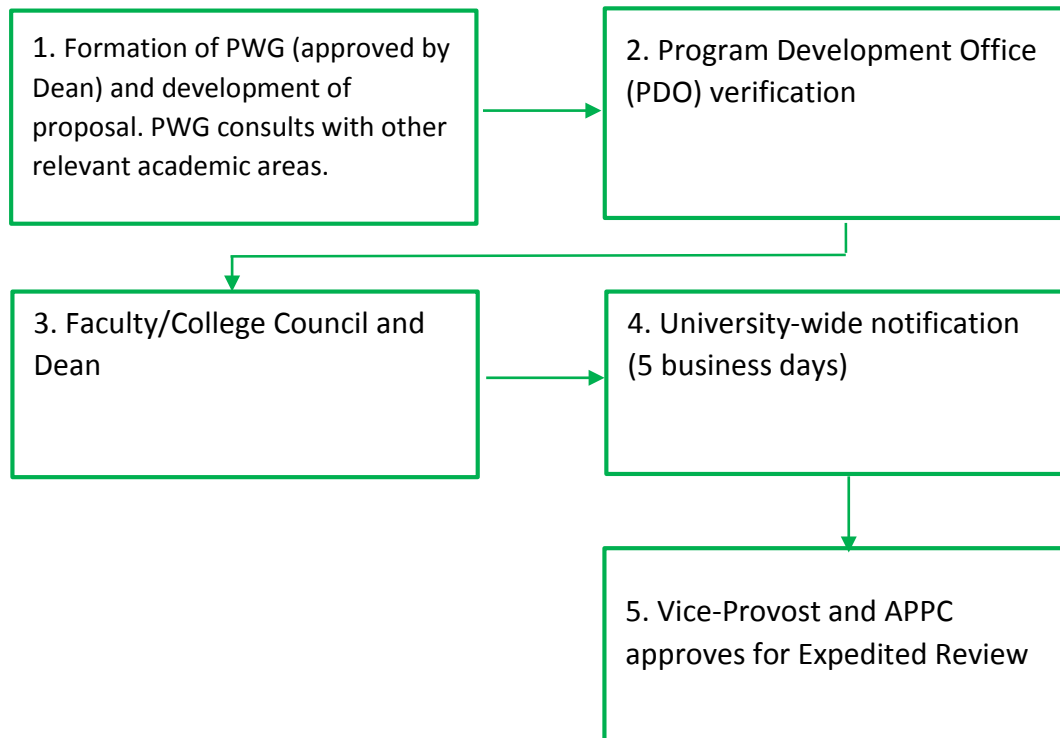 1. Formation of PWG (approved by
Dean) and development of
proposal. PWG consults with other
relevant academic areas.
2. Program Development Office
(PDO) verification
3. Faculty/College Council and
Dean
4. University-wide notification
(5 business days)
5. Vice-Provost and APPC
approves for Expedited Review